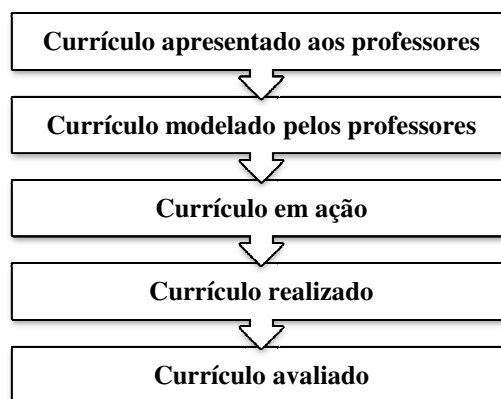 Currículo apresentado aos professores
Currículo modelado pelos professores
Currículo em ação
Currículo realizado
Currículo avaliado